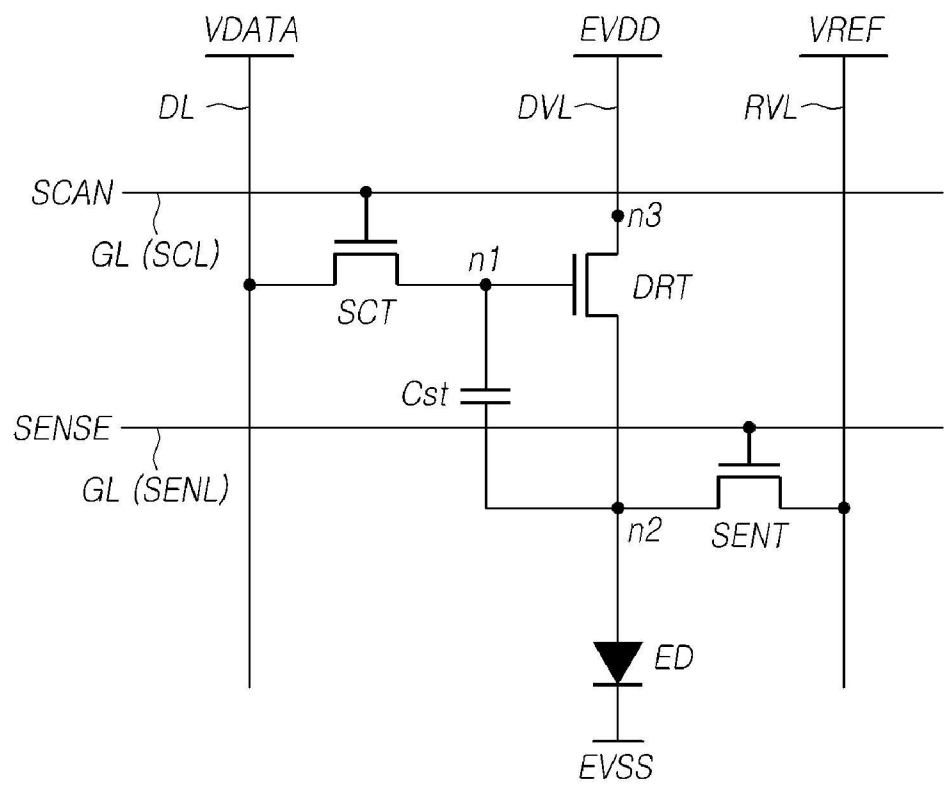 VDATA
EVDD
VREF
DL
DVL
RVL
SCAN
GL (SCL)
n3
n1
DRT
SCT
Cst
SENSE
GL (SENL)
n2
SENT
ED
EVSS